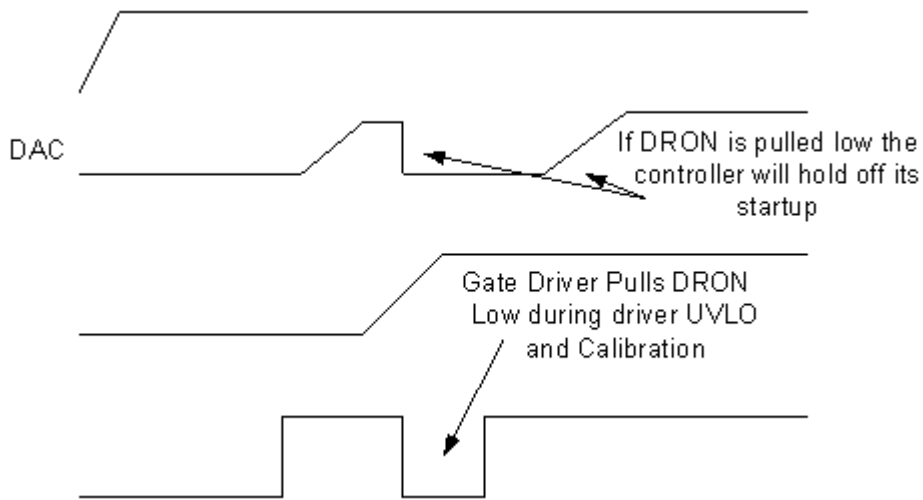 DAC
If DRON is pulled low the
controller will hold off its
startup
Gate Driver Pulls DRON
Low during driver UVLO
and Calibration